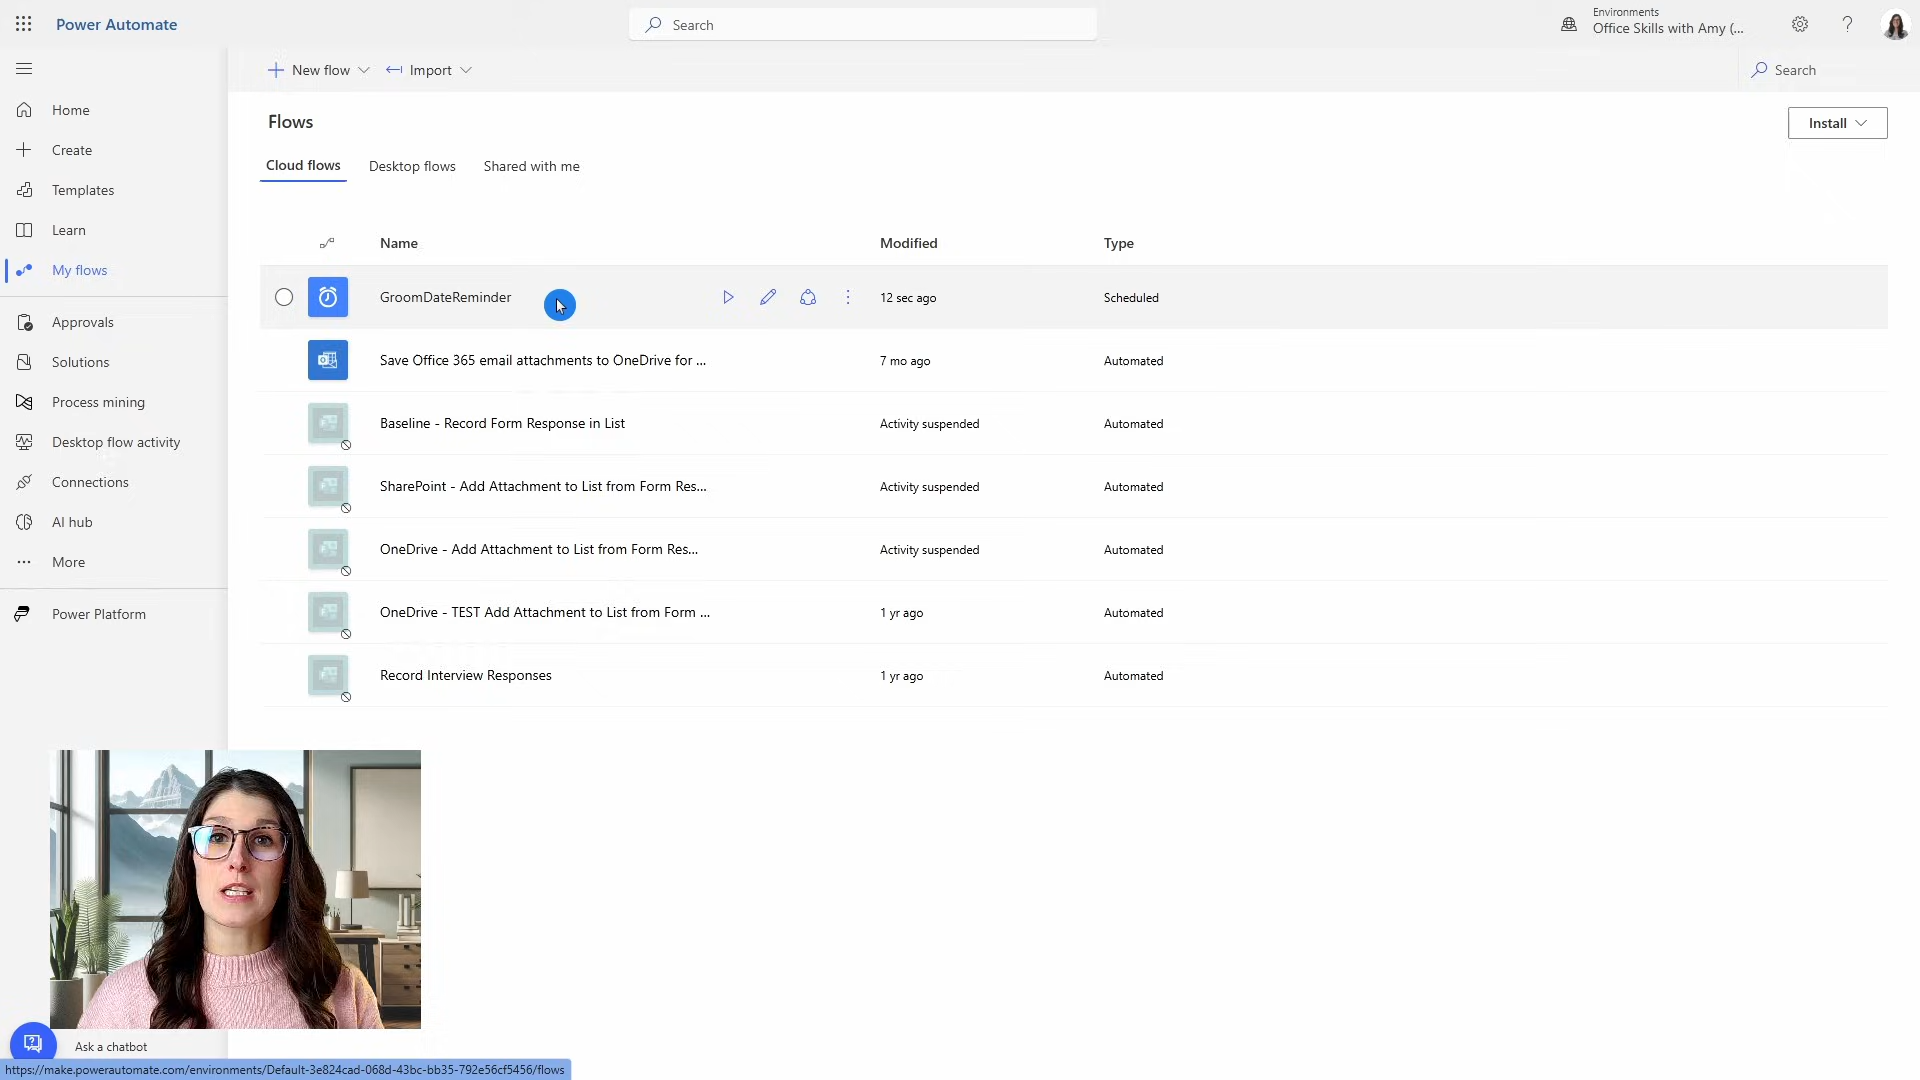 Power Automate
Search
Environments
Office Skills with Amy (...
New flow
Import
Search
Home
Create
Templates
Learn
My flows
Approvals
Solutions
Process mining
Desktop flow activity
Connections
AI hub
More
Power Platform
Flows
Install
Cloud flows
Desktop flows
Shared with me
Name
Modified
Type
GroomDateReminder
12 sec ago
Scheduled
Save Office 365 email attachments to OneDrive for ...
7 mo ago
Automated
Baseline - Record Form Response in List
Activity suspended
Automated
SharePoint - Add Attachment to List from Form Res...
Activity suspended
Automated
OneDrive - Add Attachment to List from Form Res...
Activity suspended
Automated
OneDrive - TEST Add Attachment to List from Form ...
1 yr ago
Automated
Record Interview Responses
1 yr ago
Automated
Ask a chatbot
https://make.powerautomate.com/environments/Default-3e824cad-068d-43bc-bb35-792e56cf5456/flows